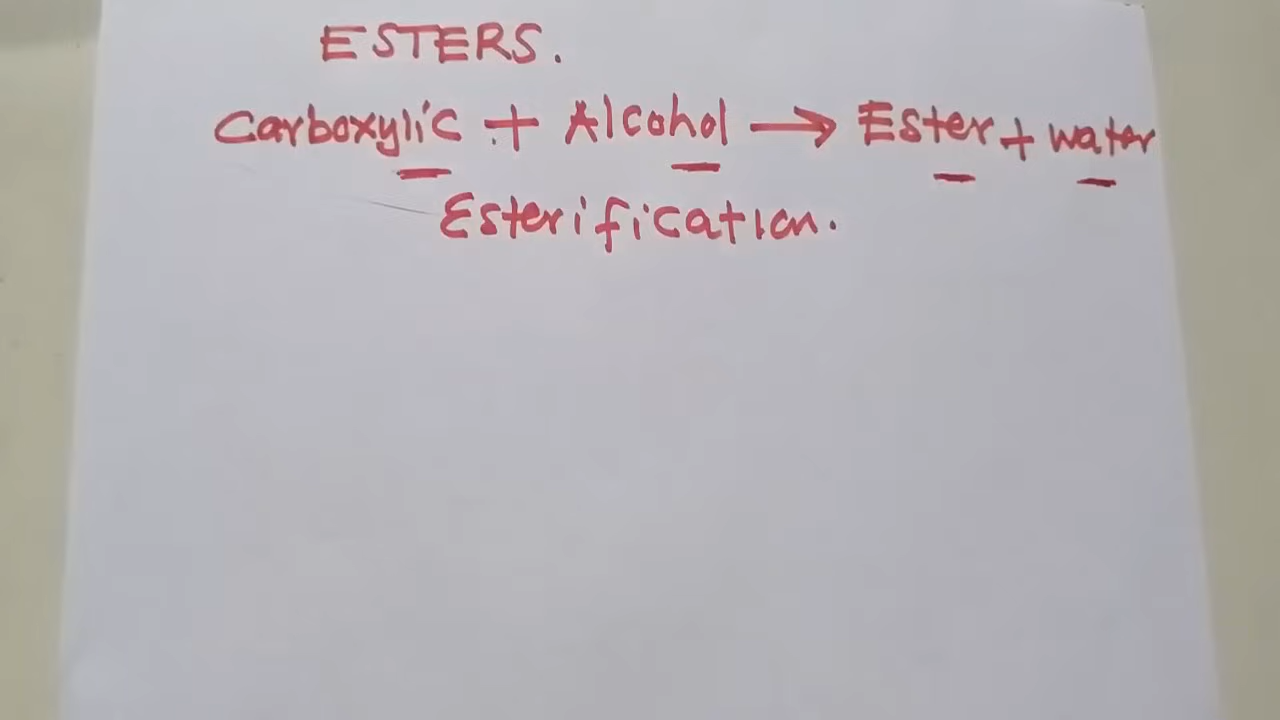 ESTERS.
Carboxylic + Alcohol → Ester + water
Esterification.